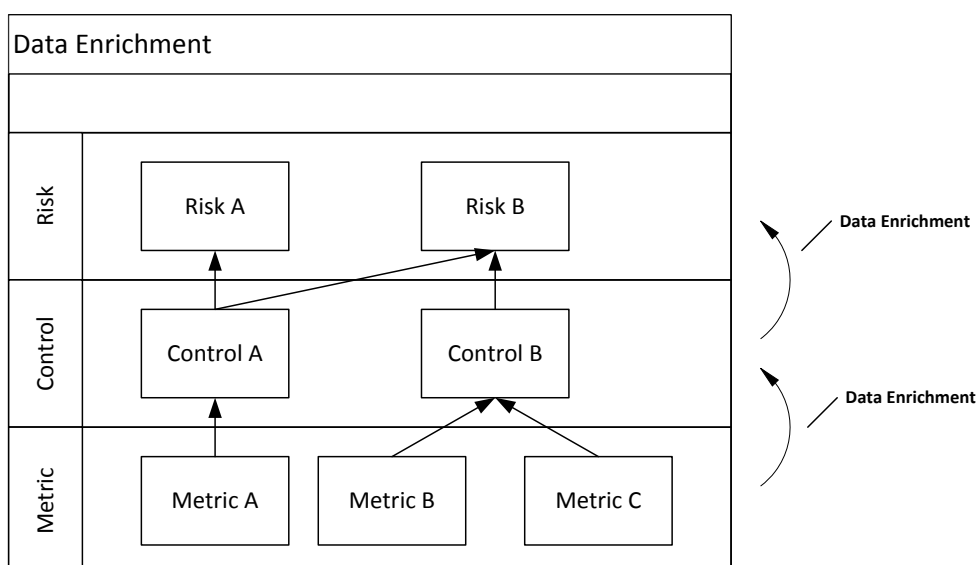 Data Enrichment
Risk
Risk A
Risk B
Data Enrichment
Control
Control A
Control B
Data Enrichment
Metric
Metric A
Metric B
Metric C